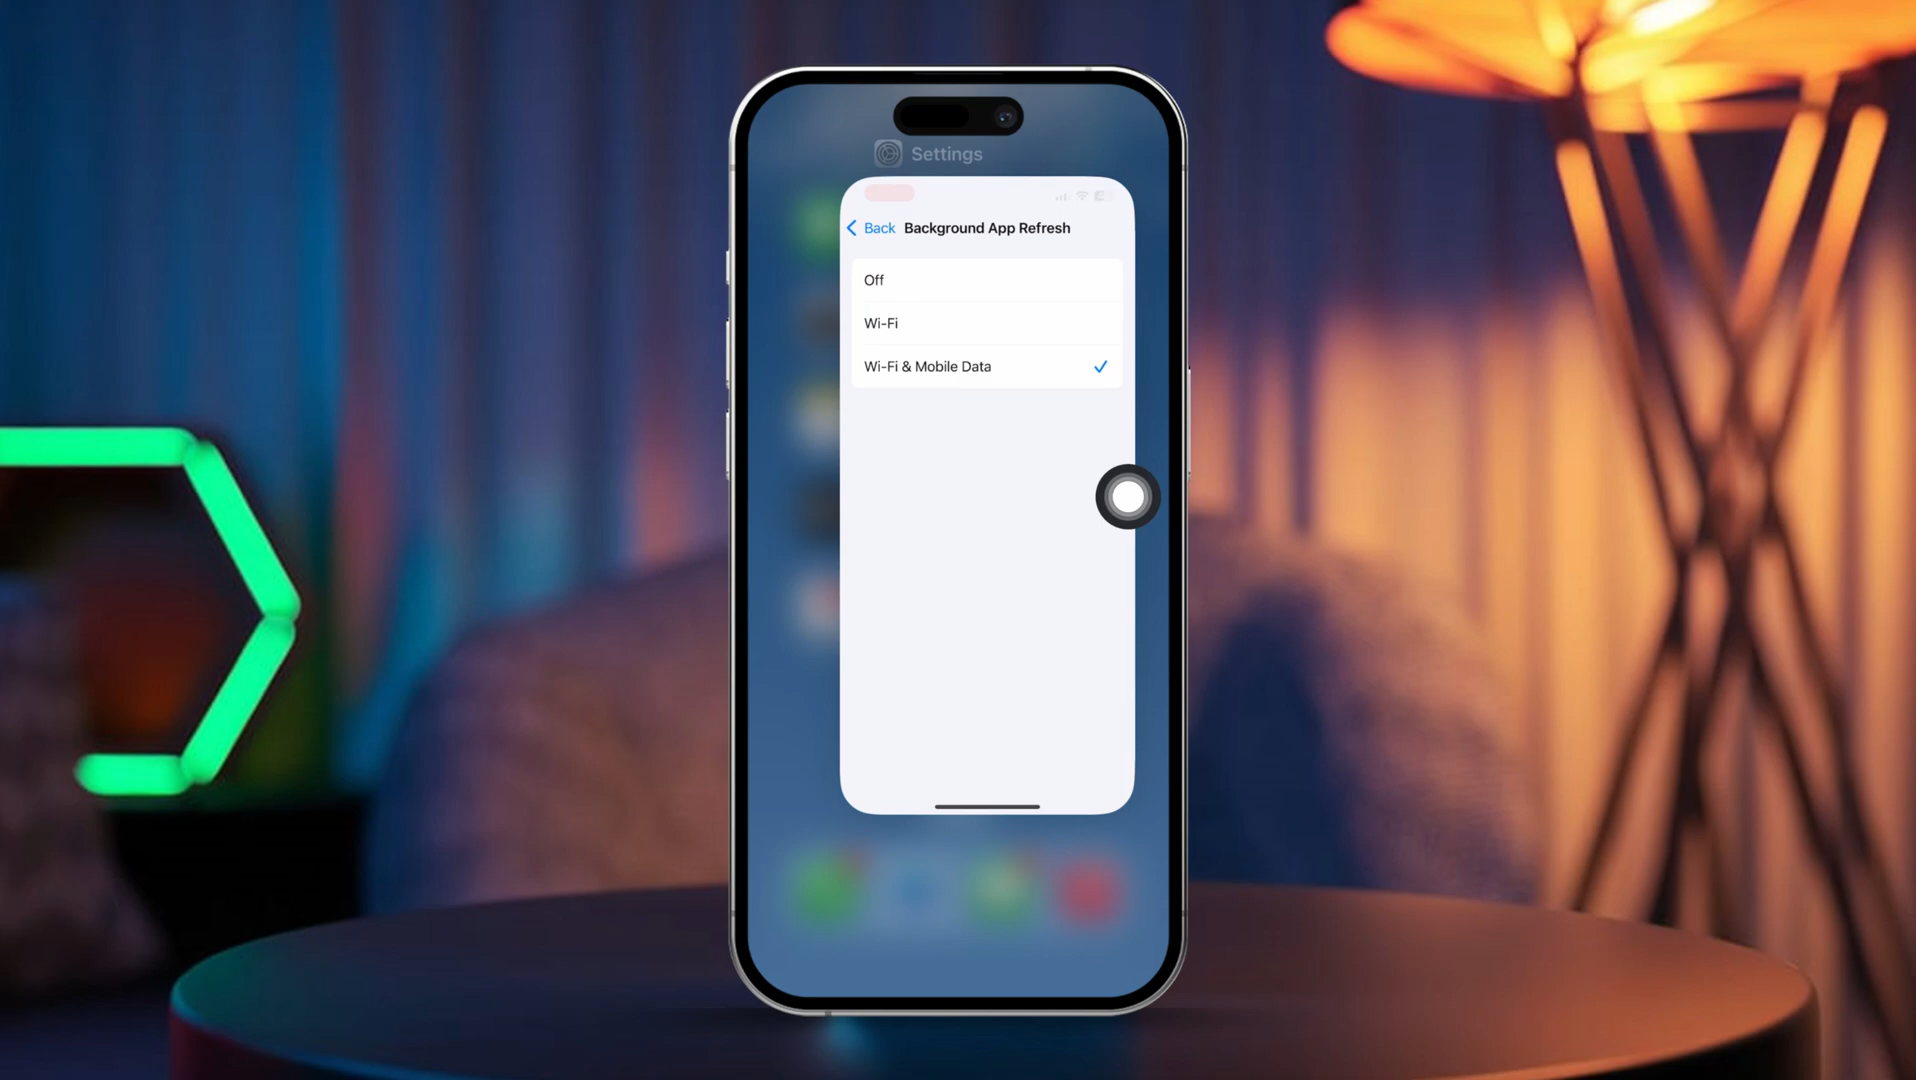 Settings
Back Background App Refresh
Off
Wi-Fi
Wi-Fi & Mobile Data